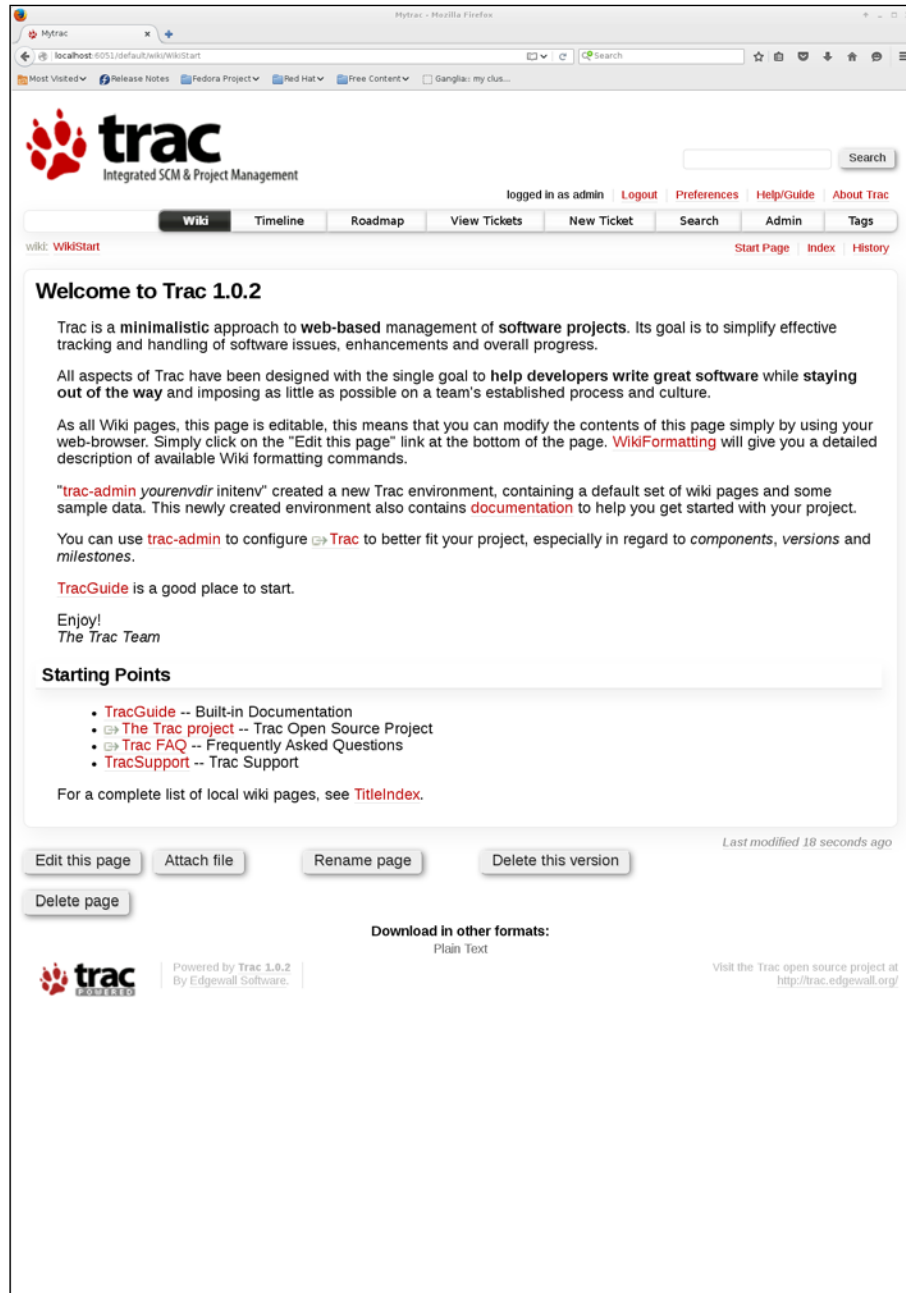 Mytrac - Mozilla Firefox
Mytrac
localhost:6051/default/wiki/WikiStart
Search
Most Visited Release Notes Fedora Project Red Hat Free Content Ganglia:: my clus...
trac
Integrated SCM & Project Management
Search
logged in as admin Logout Preferences Help/Guide About Trac
Wiki Timeline Roadmap View Tickets New Ticket Search Admin Tags
wiki: WikiStart
Start Page Index History
Welcome to Trac 1.0.2
Trac is a minimalistic approach to web-based management of software projects. Its goal is to simplify effective
tracking and handling of software issues, enhancements and overall progress.
All aspects of Trac have been designed with the single goal to help developers write great software while staying
out of the way and imposing as little as possible on a team's established process and culture.
As all Wiki pages, this page is editable, this means that you can modify the contents of this page simply by using your
web-browser. Simply click on the "Edit this page" link at the bottom of the page. WikiFormatting will give you a detailed
description of available Wiki formatting commands.
"trac-admin yourenvdir initenv" created a new Trac environment, containing a default set of wiki pages and some
sample data. This newly created environment also contains documentation to help you get started with your project.
You can use trac-admin to configure Trac to better fit your project, especially in regard to components, versions and
milestones.
TracGuide is a good place to start.
Enjoy!
The Trac Team
Starting Points
• TracGuide -- Built-in Documentation
• The Trac project -- Trac Open Source Project
• Trac FAQ -- Frequently Asked Questions
• TracSupport -- Trac Support
For a complete list of local wiki pages, see TitleIndex.
Last modified 18 seconds ago
Edit this page Attach file Rename page Delete this version
Delete page
Download in other formats:
Plain Text
trac
POWERED
Powered by Trac 1.0.2
By Edgewall Software.
Visit the Trac open source project at
http://trac.edgewall.org/